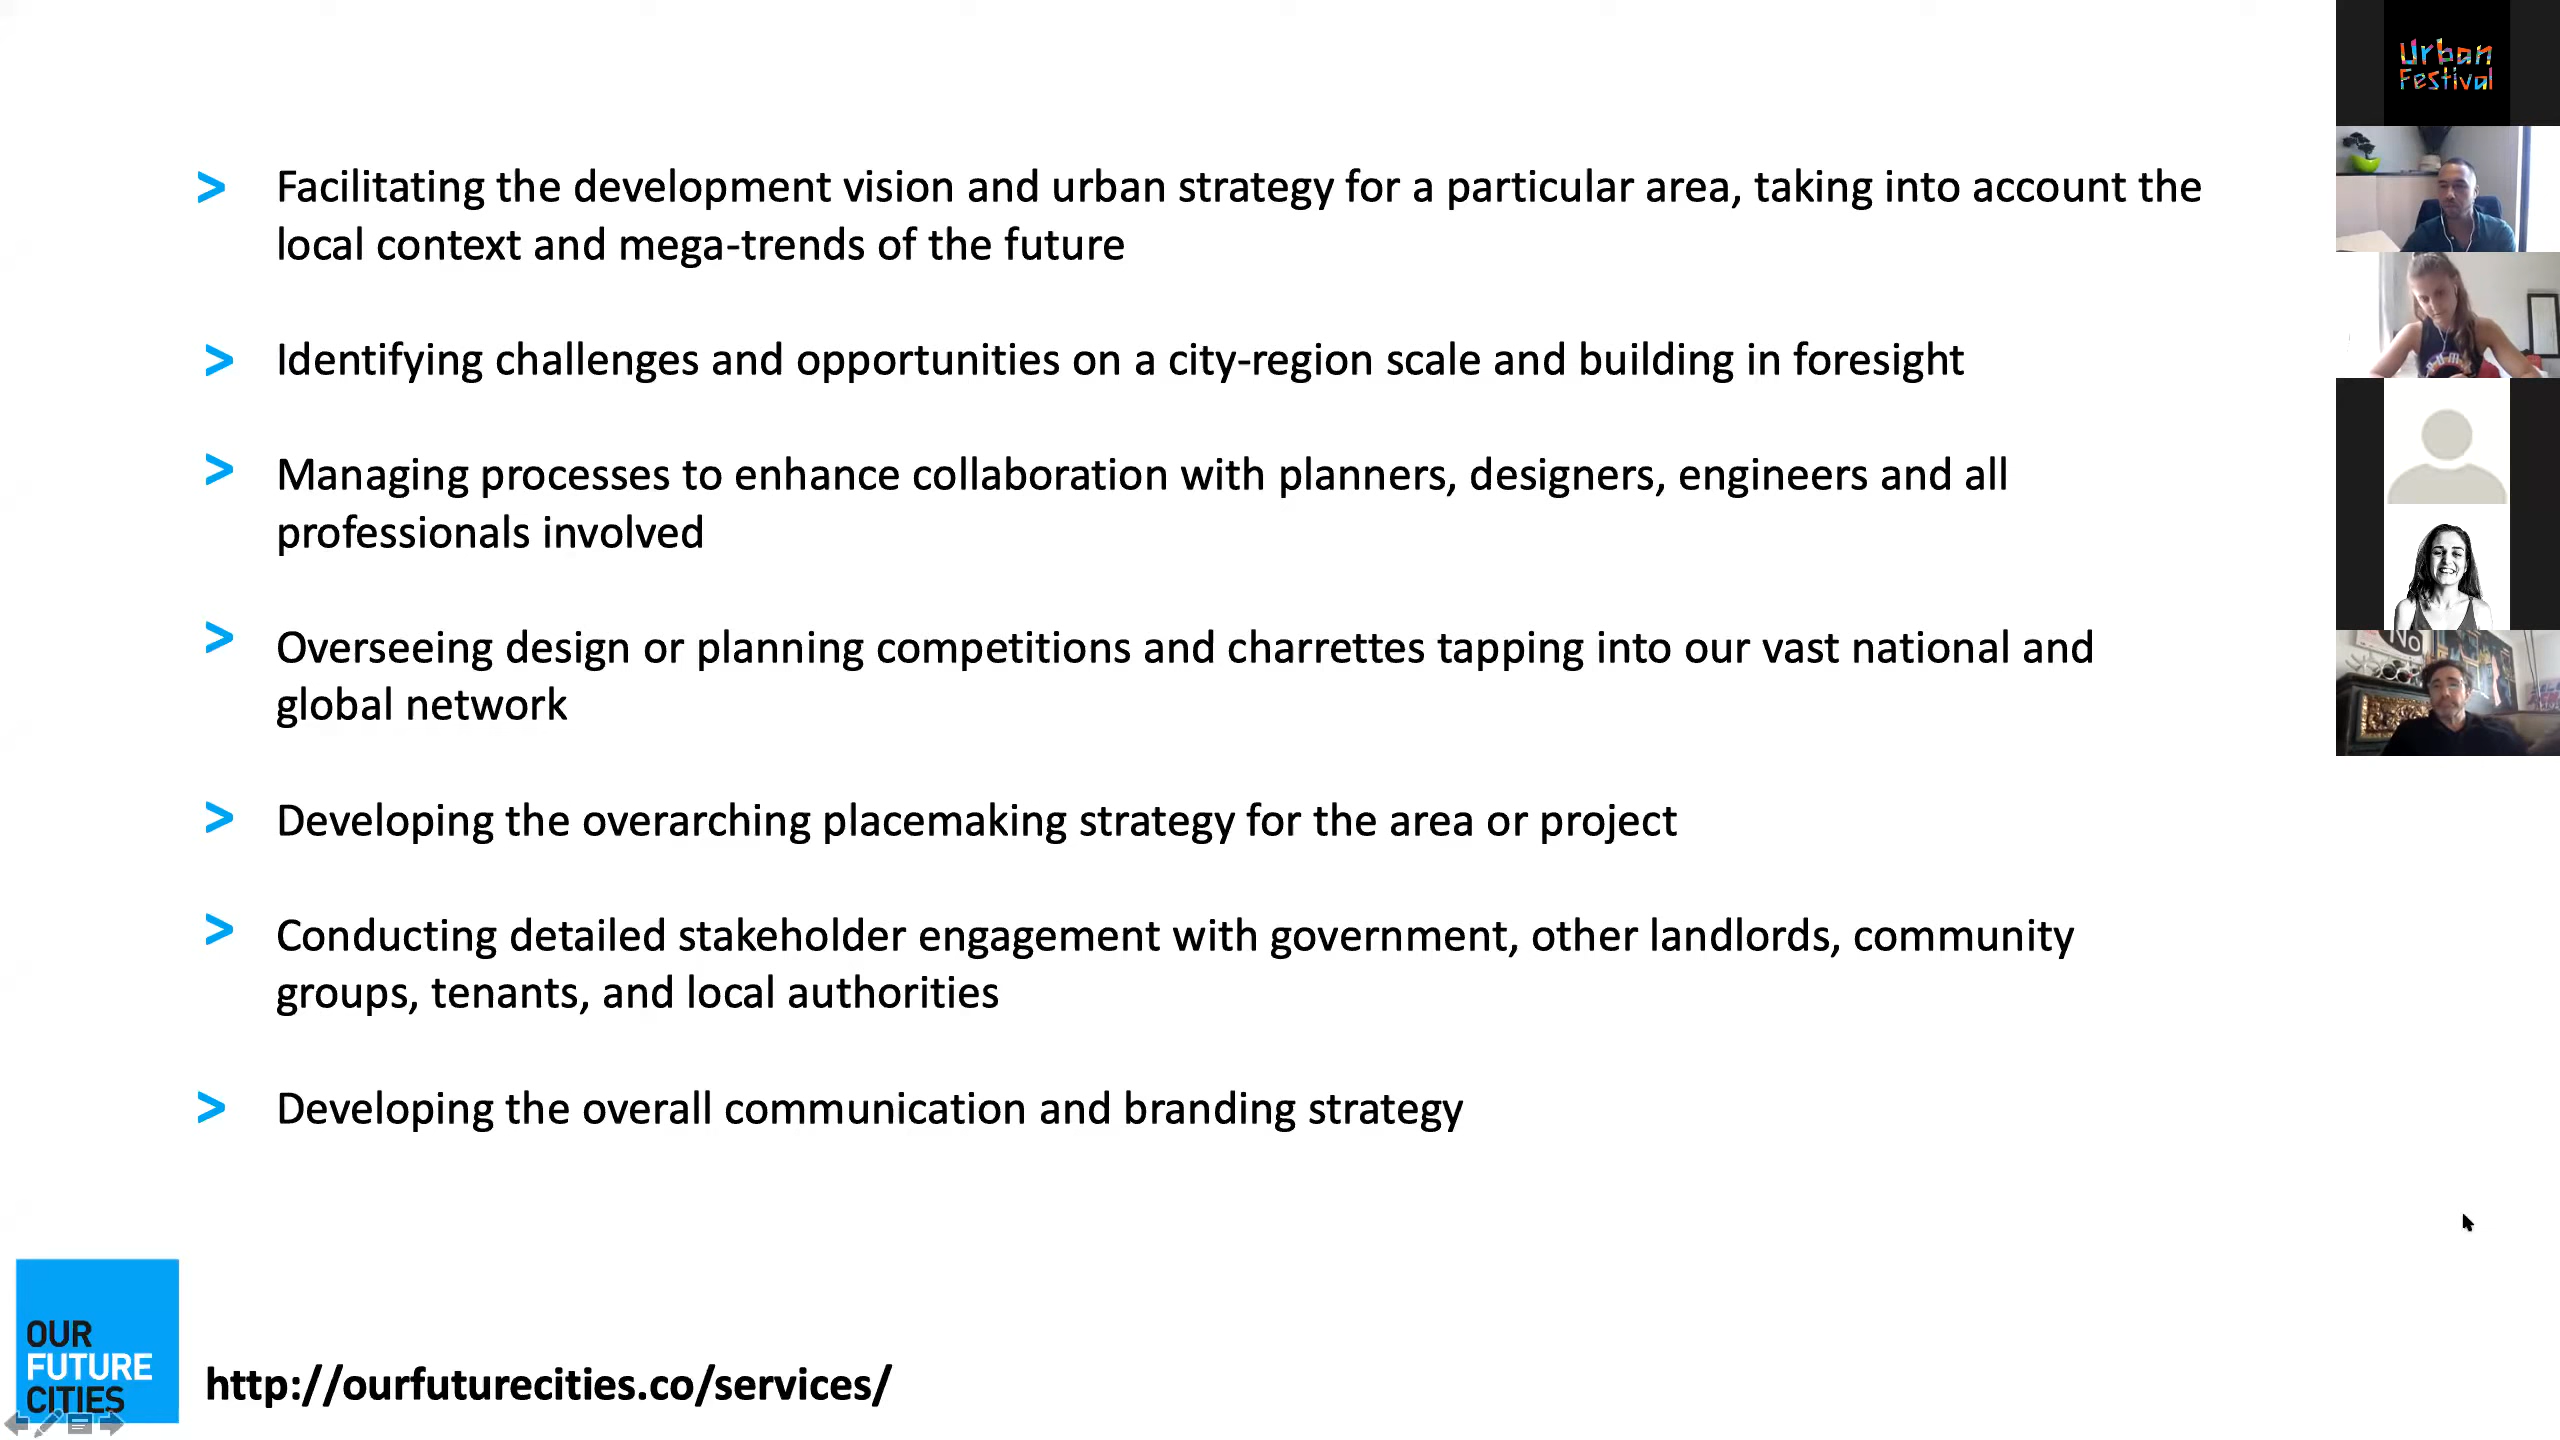 Urban
Festival
> Facilitating the development vision and urban strategy for a particular area, taking into account the
local context and mega-trends of the future
> Identifying challenges and opportunities on a city-region scale and building in foresight
> Managing processes to enhance collaboration with planners, designers, engineers and all
professionals involved
> Overseeing design or planning competitions and charrettes tapping into our vast national and
global network
> Developing the overarching placemaking strategy for the area or project
> Conducting detailed stakeholder engagement with government, other landlords, community
groups, tenants, and local authorities
> Developing the overall communication and branding strategy
No
OUR
FUTURE
CITIES
http://ourfuturecities.co/services/